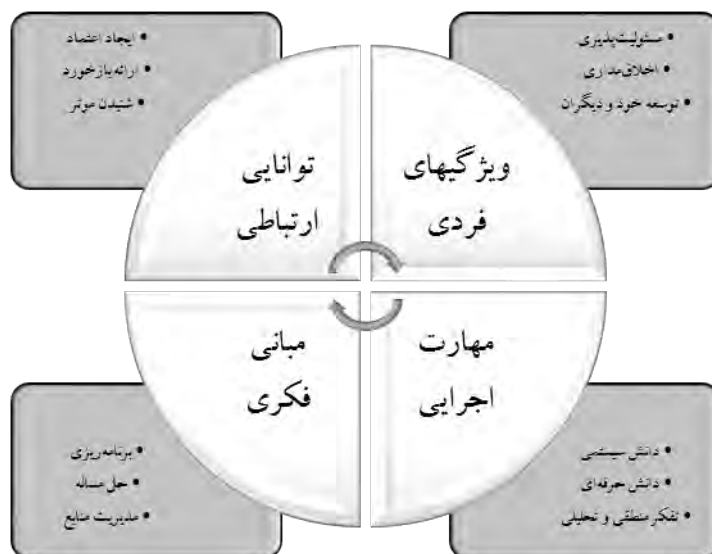 • مسئولیت‌پذیری
• اخلاق‌مداری
• توسعه خود و دیگران
• ایجاد اعتماد
• ارائه بازخورد
• شنیدن موثر
ویژگیهای
فردی
توانایی
ارتباطی
مهارت
اجرایی
مبانی
فکری
• دانش سیستمی
• دانش حرفه‌ای
• تفکر منطقی و تحلیلی
• برنامه‌ریزی
• حل مساله
• مدیریت منابع